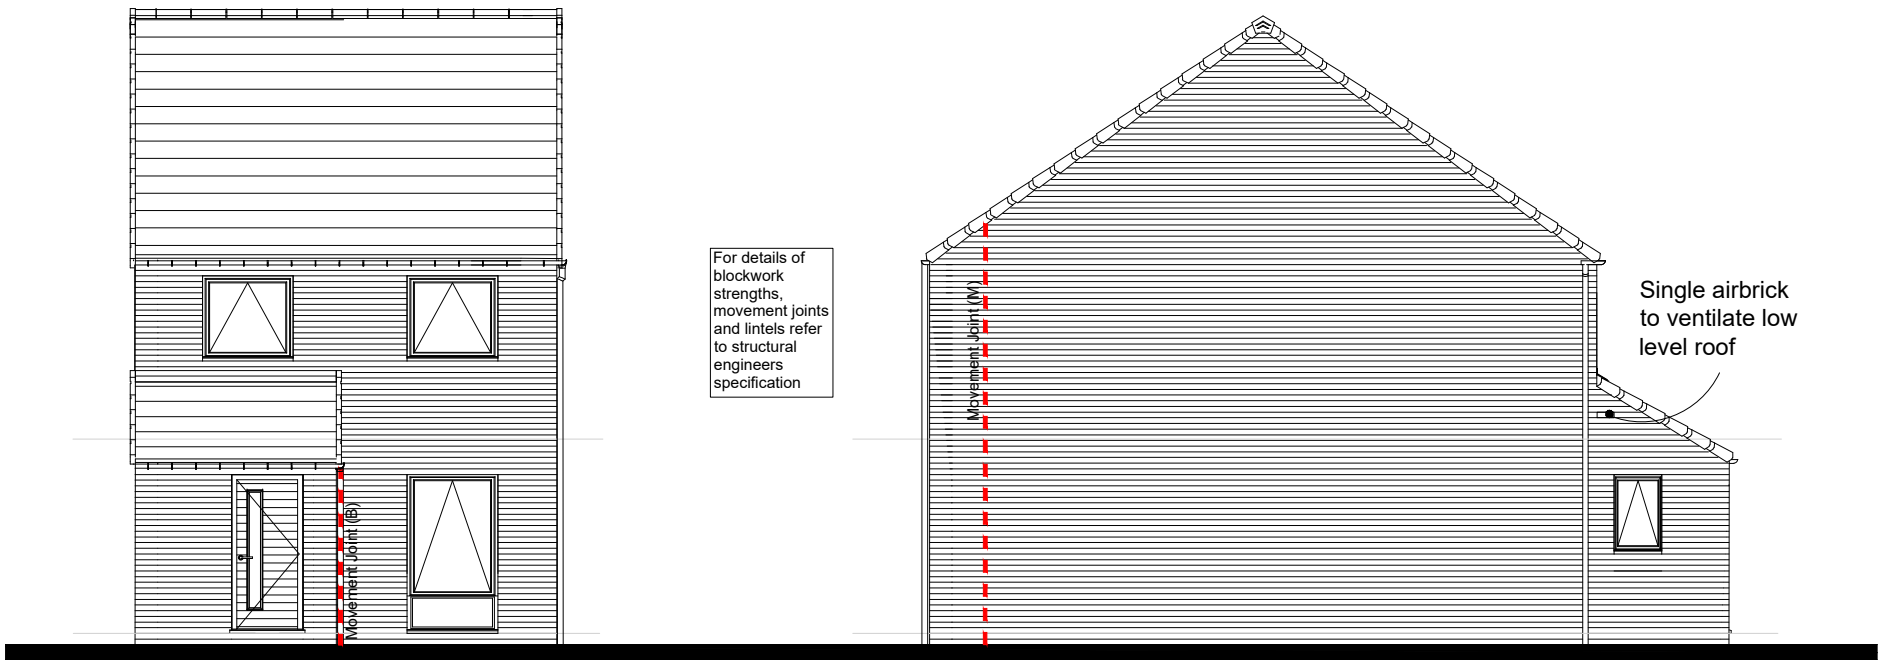 For details of
blockwork
strengths,
movement joints
and lintels refer
to structural
engineers
specification
Movement Joint (B)
Movement Joint (M)
Single airbrick
to ventilate low
level roof